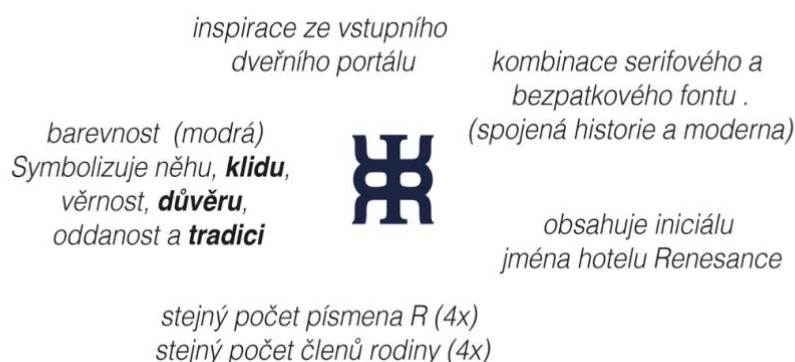 inspirace ze vstupního
dveřního portálu
kombinace serifového a
bezpatkového fontu .
(spojená historie a moderna)
barevnost (modrá)
Symbolizuje něhu, klidu,
věrnost, důvěru,
oddanost a tradici
obsahuje iniciálu
jména hotelu Renesance
stejný počet písmena R (4x)
stejný počet členů rodiny (4x)